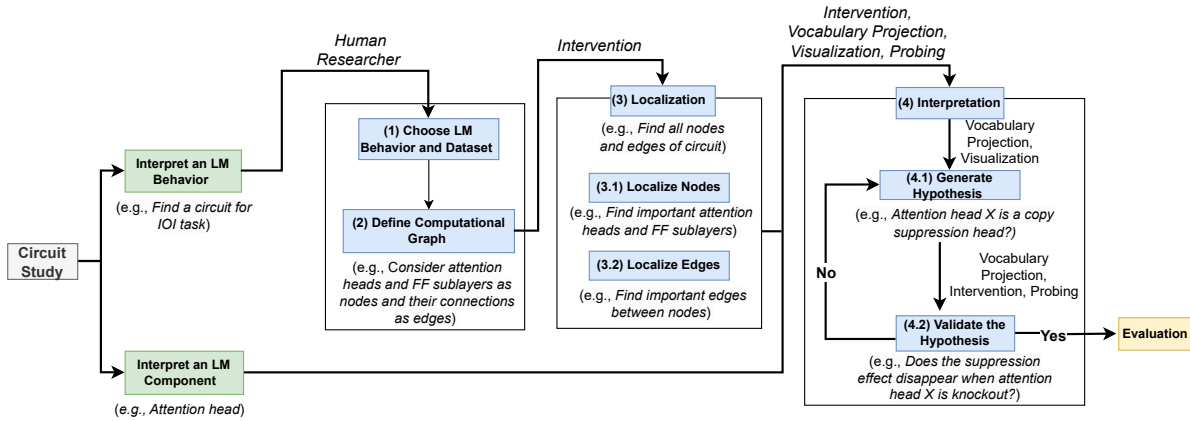 Circuit
Study
Interpret an LM
Behavior
(e.g., Find a circuit for
IOI task)
Interpret an LM
Component
(e.g., Attention head)
Human
Researcher
(1) Choose LM
Behavior and Dataset
(2) Define Computational
Graph
(e.g., Consider attention
heads and FF sublayers as
nodes and their connections
as edges)
Intervention
(3) Localization
(e.g., Find all nodes
and edges of circuit)
(3.1) Localize Nodes
(e.g., Find important attention
heads and FF sublayers)
(3.2) Localize Edges
(e.g., Find important edges
between nodes)
Intervention,
Vocabulary Projection,
Visualization, Probing
(4) Interpretation
Vocabulary
Projection,
Visualization
(4.1) Generate
Hypothesis
(e.g., Attention head X is a copy
suppression head?)
No
Vocabulary
Projection,
Intervention, Probing
(4.2) Validate the
Hypothesis
Yes
(e.g., Does the suppression
effect disappear when attention
head X is knockout?)
Evaluation